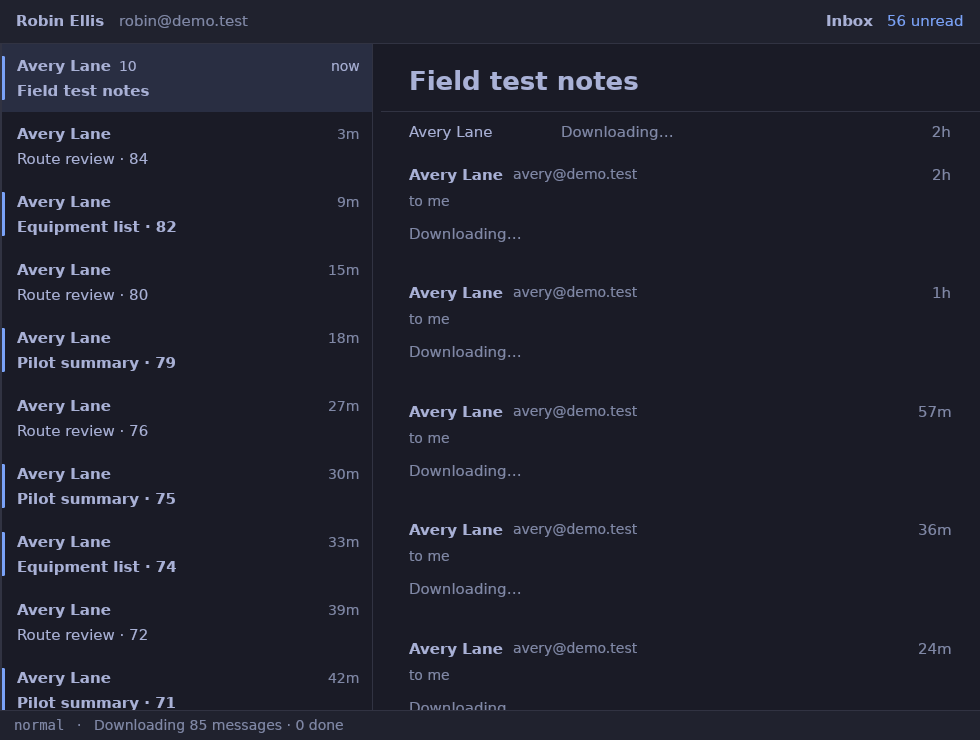 Robin Ellis robin@demo.test
Inbox 56 unread
Avery Lane 10 now
Field test notes
Avery Lane 3m
Route review · 84
Avery Lane 9m
Equipment list · 82
Avery Lane 15m
Route review · 80
Avery Lane 18m
Pilot summary · 79
Avery Lane 27m
Route review · 76
Avery Lane 30m
Pilot summary · 75
Avery Lane 33m
Equipment list · 74
Avery Lane 39m
Route review · 72
Avery Lane 42m
Pilot summary · 71
Field test notes
Avery Lane Downloading... 2h
Avery Lane avery@demo.test 2h
to me
Downloading...
Avery Lane avery@demo.test 1h
to me
Downloading...
Avery Lane avery@demo.test 57m
to me
Downloading...
Avery Lane avery@demo.test 36m
to me
Downloading...
Avery Lane avery@demo.test 24m
to me
Downloading...
normal · Downloading 85 messages · 0 done